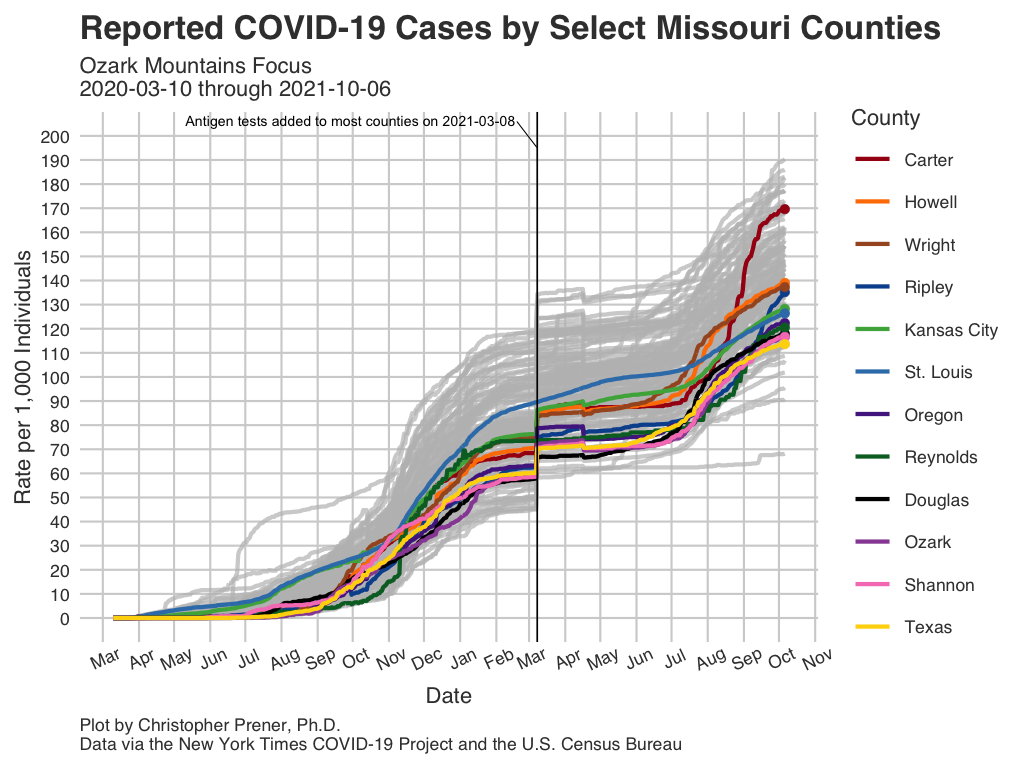 Reported COVID-19 Cases by Select Missouri Counties
Ozark Mountains Focus
2020-03-10 through 2021-10-06
Antigen tests added to most counties on 2021-03-08
Rate per 1,000 Individuals
200
190
180
170
160
150
140
130
120
110
100
90
80
70
60
50
40
30
20
10
0
Mar Apr May Jun Jul Aug Sep Oct Nov Dec Jan Feb Mar Apr May Jun Jul Aug Sep Oct Nov
Date
County
Carter
Howell
Wright
Ripley
Kansas City
St. Louis
Oregon
Reynolds
Douglas
Ozark
Shannon
Texas
Plot by Christopher Prener, Ph.D.
Data via the New York Times COVID-19 Project and the U.S. Census Bureau